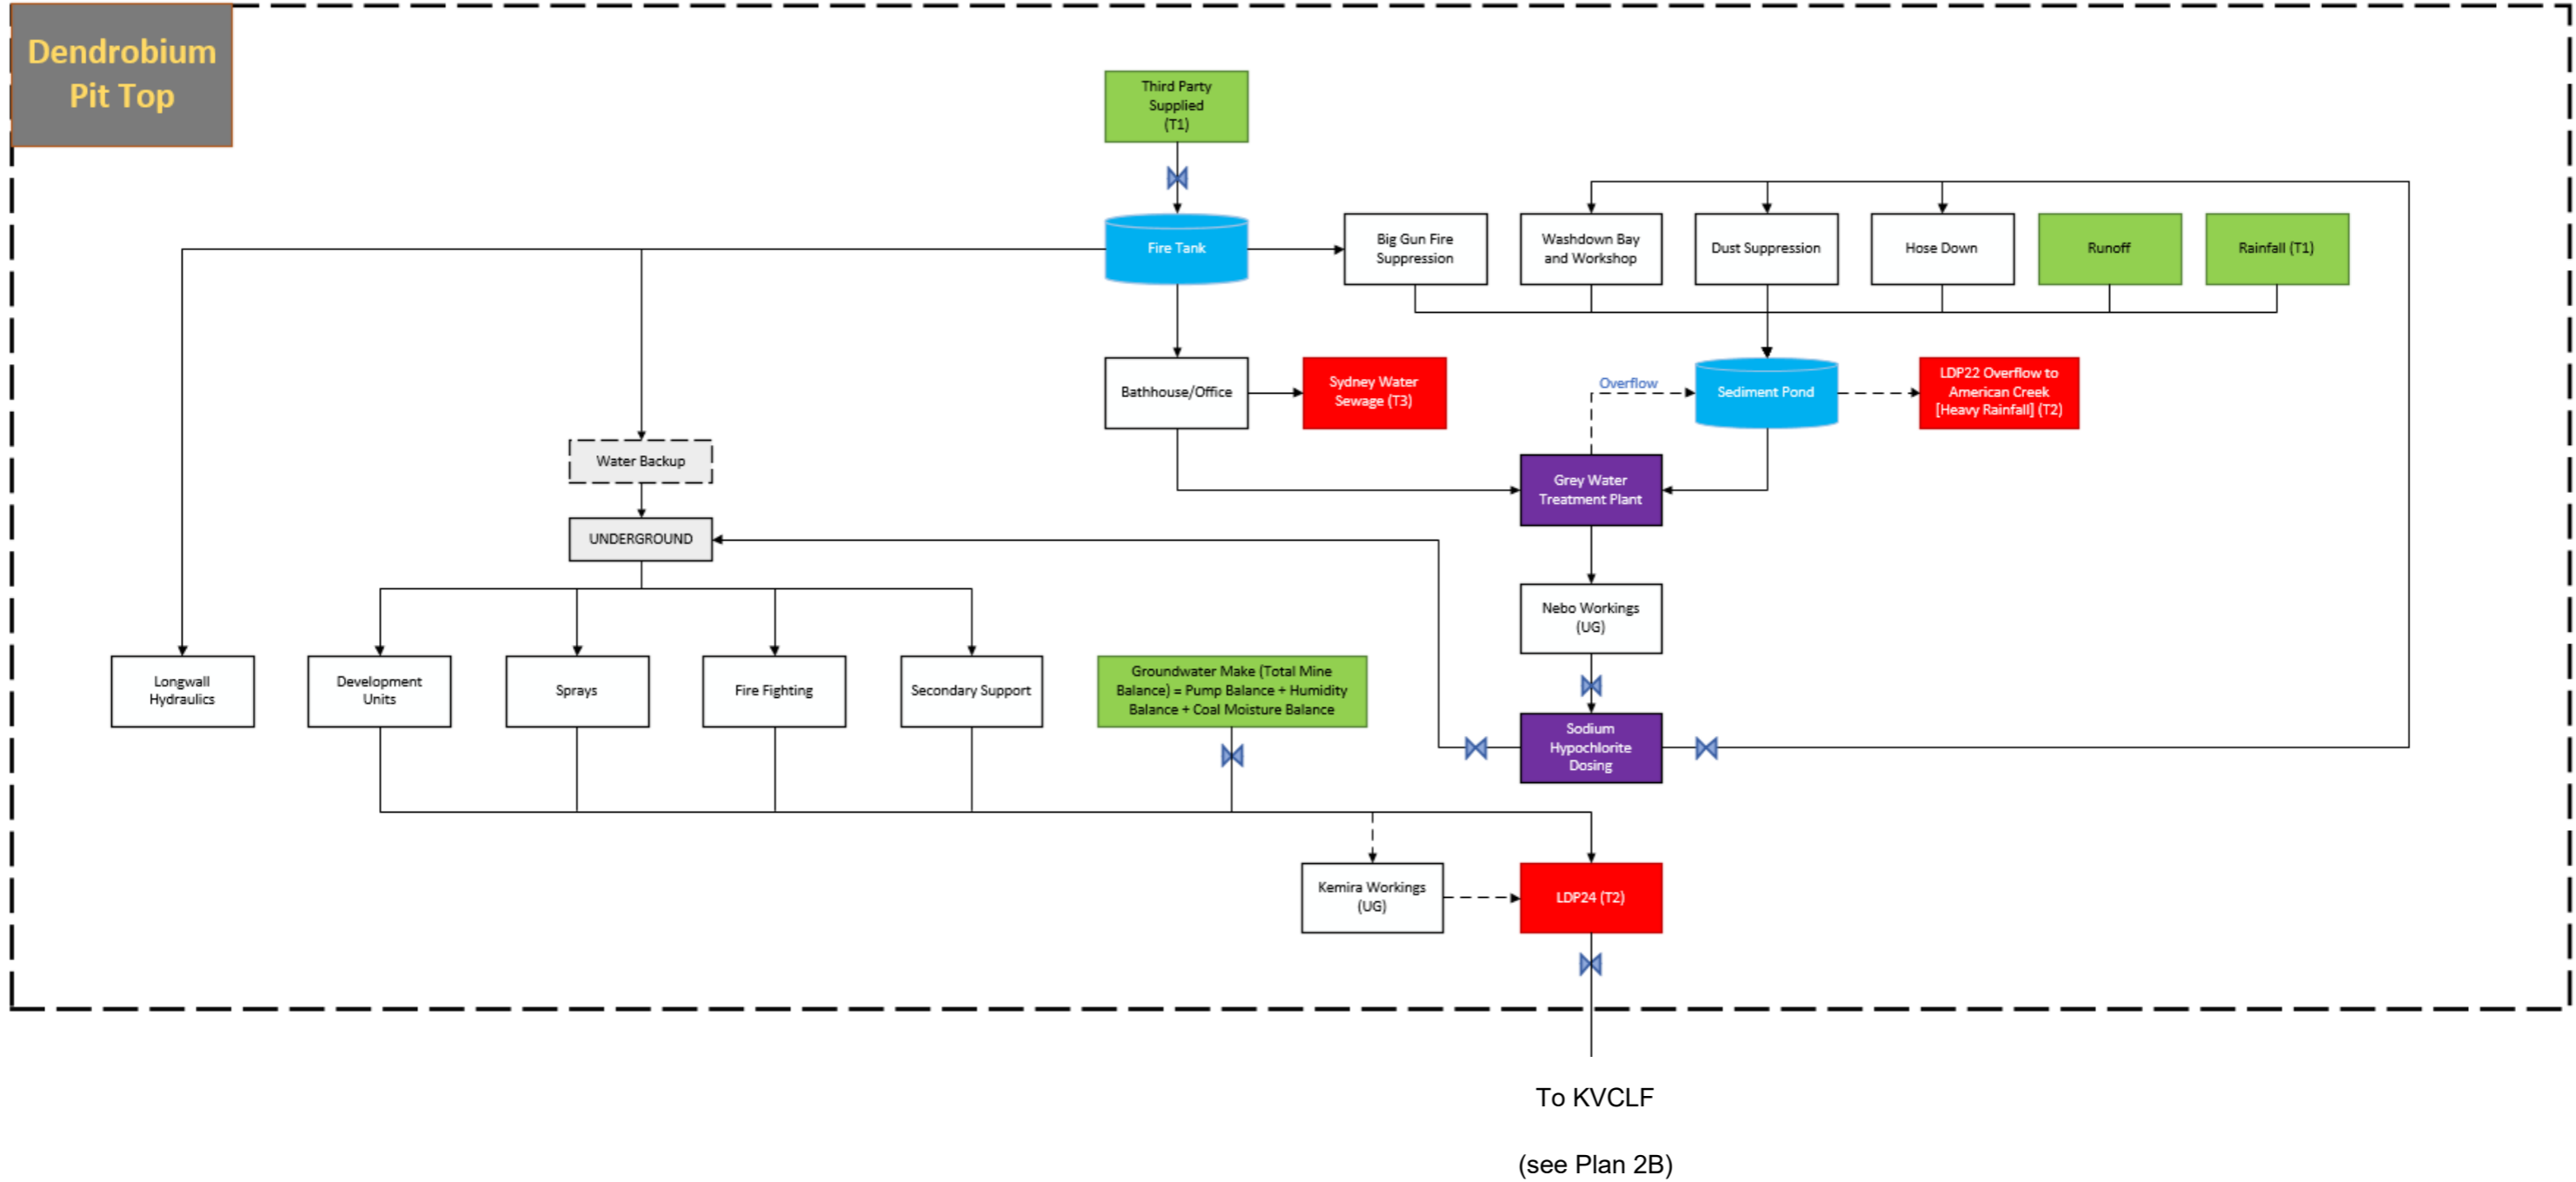 Dendrobium
Pit Top
Third Party
Supplied
(T1)
Fire Tank
Big Gun Fire
Suppression
Washdown Bay
and Workshop
Dust Suppression
Hose Down
Runoff
Rainfall (T1)
Bathhouse/Office
Sydney Water
Sewage (T3)
Overflow
Sediment Pond
LDP22 Overflow to
American Creek
[Heavy Rainfall] (T2)
Water Backup
Grey Water
Treatment Plant
UNDERGROUND
Nebo Workings
(UG)
Longwall
Hydraulics
Development
Units
Sprays
Fire Fighting
Secondary Support
Groundwater Make (Total Mine
Balance) = Pump Balance + Humidity
Balance + Coal Moisture Balance
Sodium
Hypochlorite
Dosing
Kemira Workings
(UG)
LDP24 (T2)
To KVCLF
(see Plan 2B)